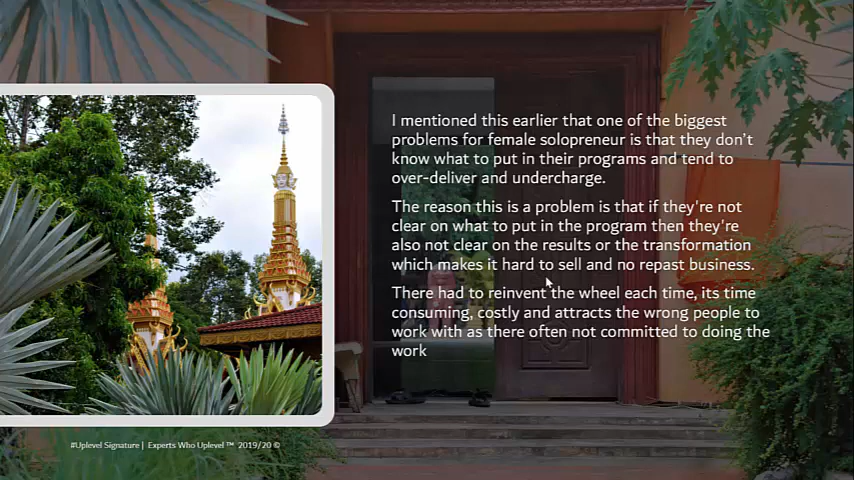 I mentioned this earlier that one of the biggest
problems for female solopreneur is that they don't
know what to put in their programs and tend to
over-deliver and undercharge.
The reason this is a problem is that if they're not
clear on what to put in the program then they're
also not clear on the results or the transformation
which makes it hard to sell and no repast business.
There had to reinvent the wheel each time, its time
consuming, costly and attracts the wrong people to
work with as there often not committed to doing the
work
#Uplevel Signature | Experts Who Uplevel ™ 2019/20 ©